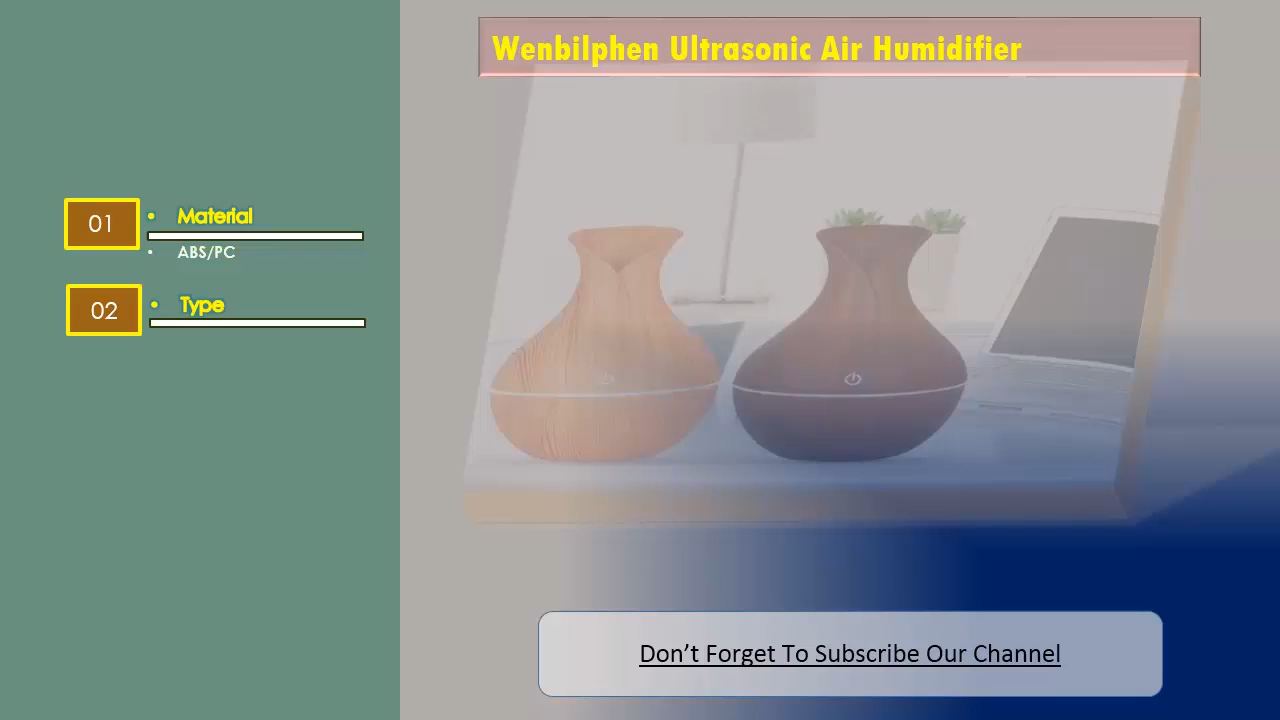 Wenbilphen Ultrasonic Air Humidifier
01
• Material
• ABS/PC
02
• Type
Don’t Forget To Subscribe Our Channel